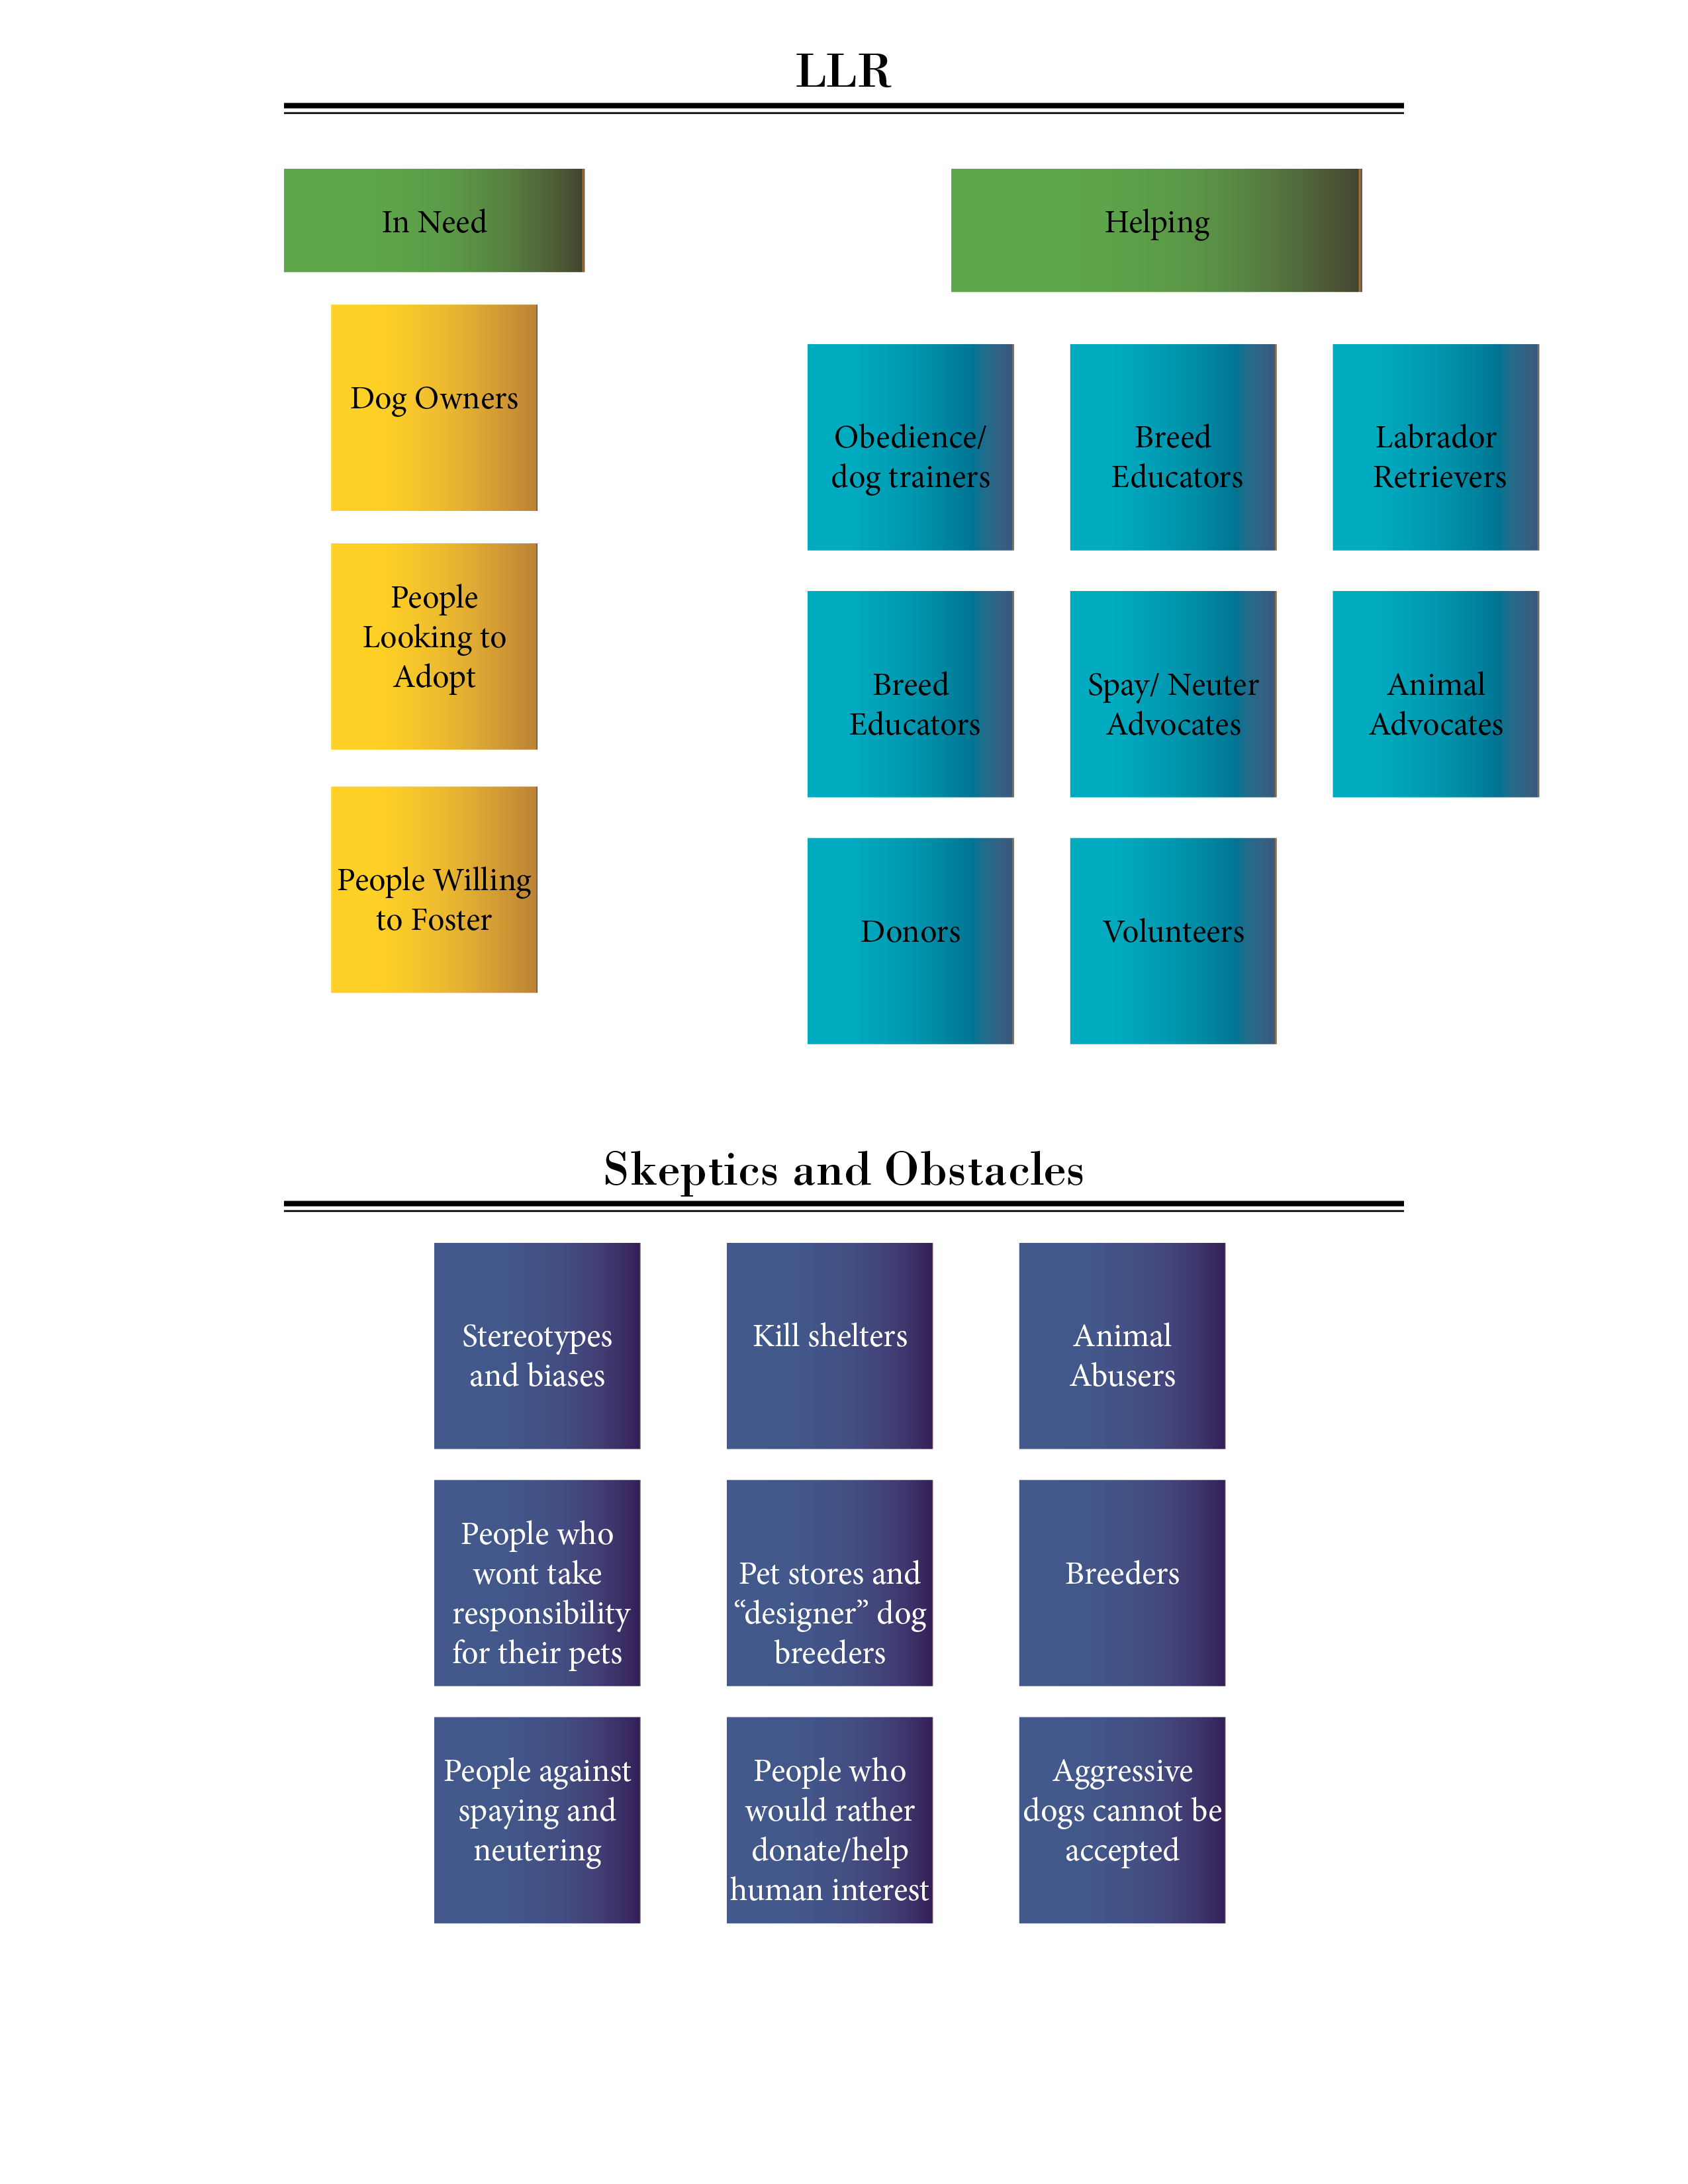 LLR
In Need
Dog Owners
People
Looking to
Adopt
People Willing
to Foster
Helping
Obedience/
dog trainers
Breed
Educators
Labrador
Retrievers
Breed
Educators
Spay/ Neuter
Advocates
Animal
Advocates
Donors
Volunteers
Skeptics and Obstacles
Stereotypes
and biases
Kill shelters
Animal
Abusers
People who
wont take
responsibility
for their pets
Pet stores and
“designer” dog
breeders
Breeders
People against
spaying and
neutering
People who
would rather
donate/help
human interest
Aggressive
dogs cannot be
accepted